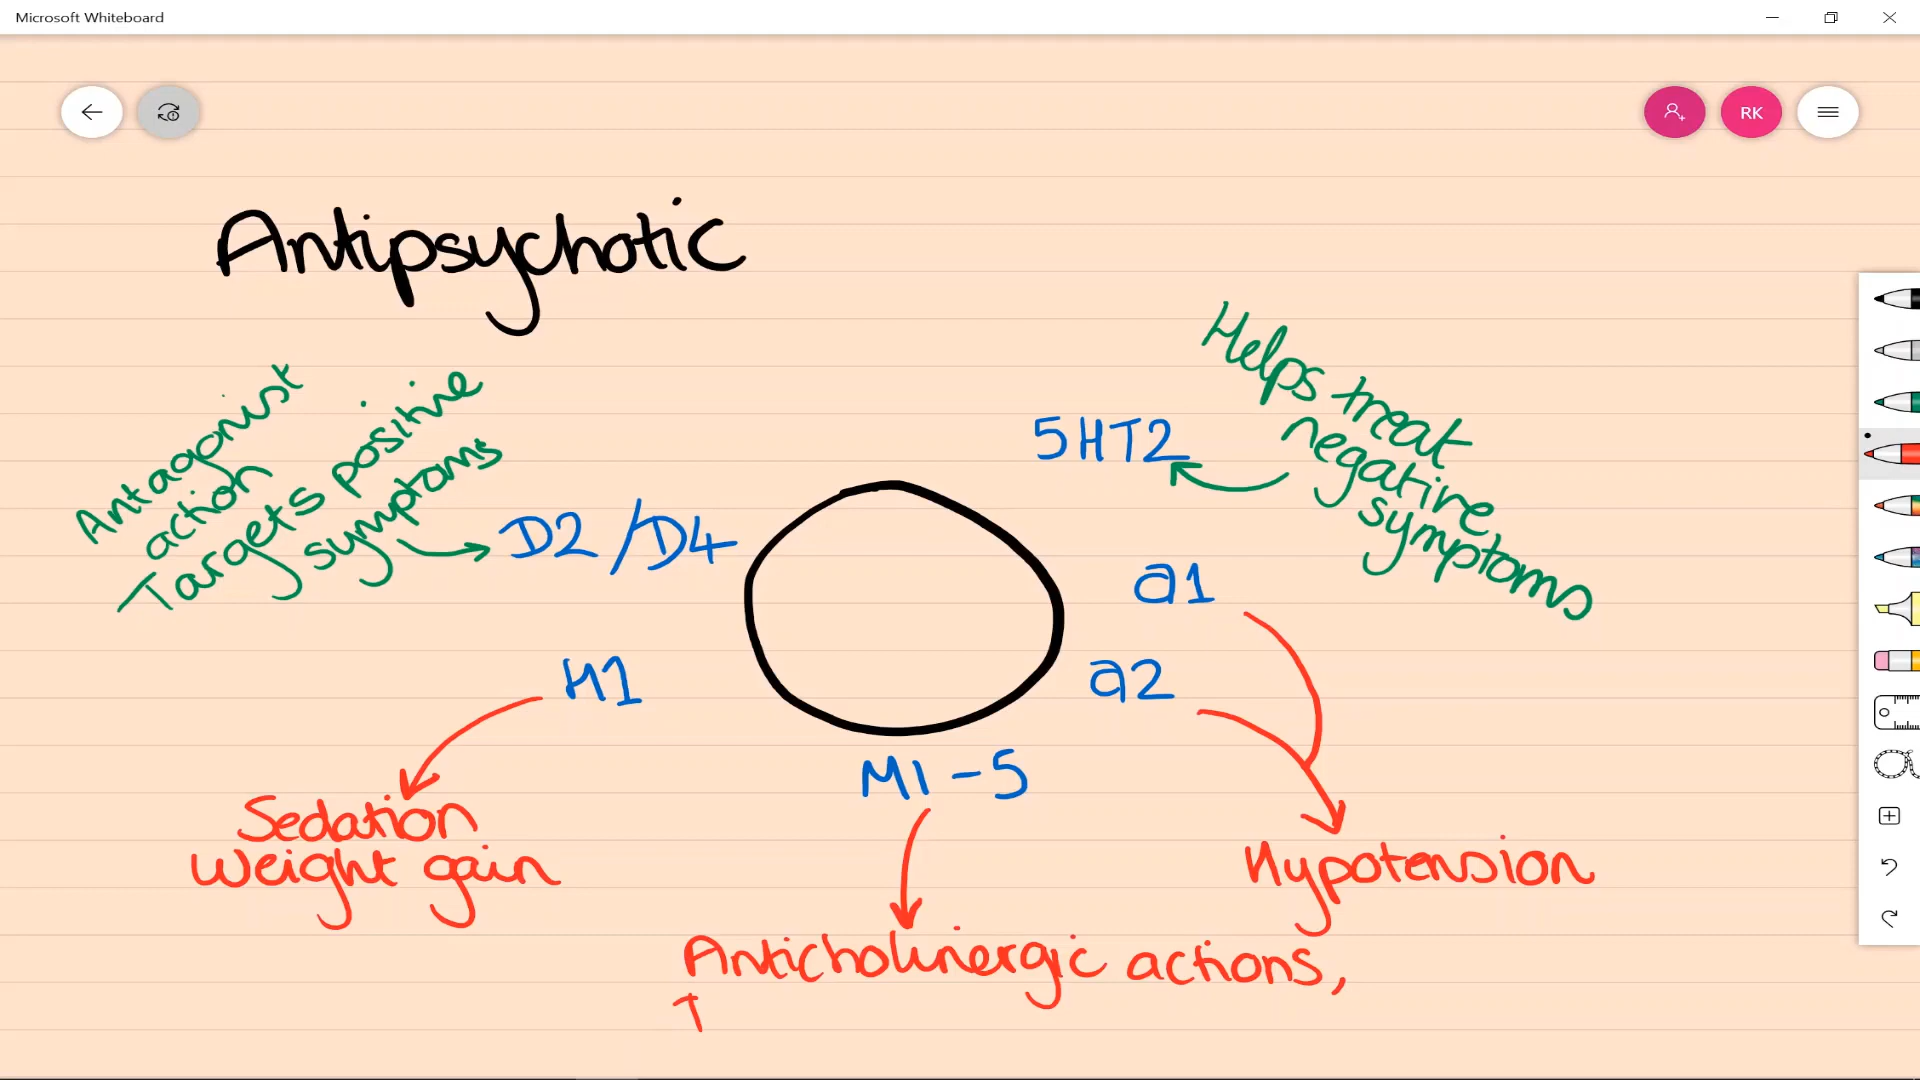 Microsoft Whiteboard
RK
Antipsychotic
Antagonist
action
Targets positive
symptoms
D2 / D4
5HT2
Helps treat
negative
symptoms
a1
a2
H1
M1-5
Sedation
weight gain
Hypotension
Anticholinergic actions,